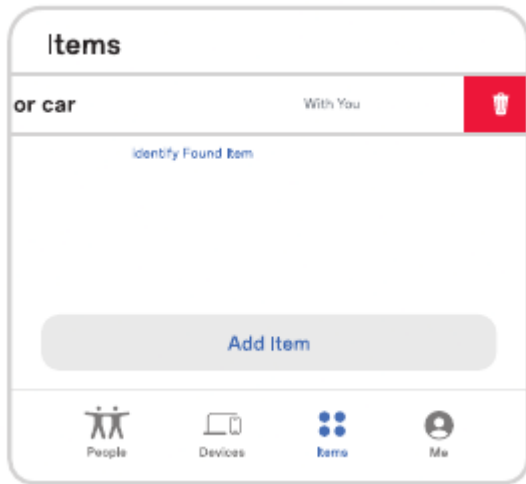 Items
or car With You
Identify Found Item
Add Item
People Devices Items Me